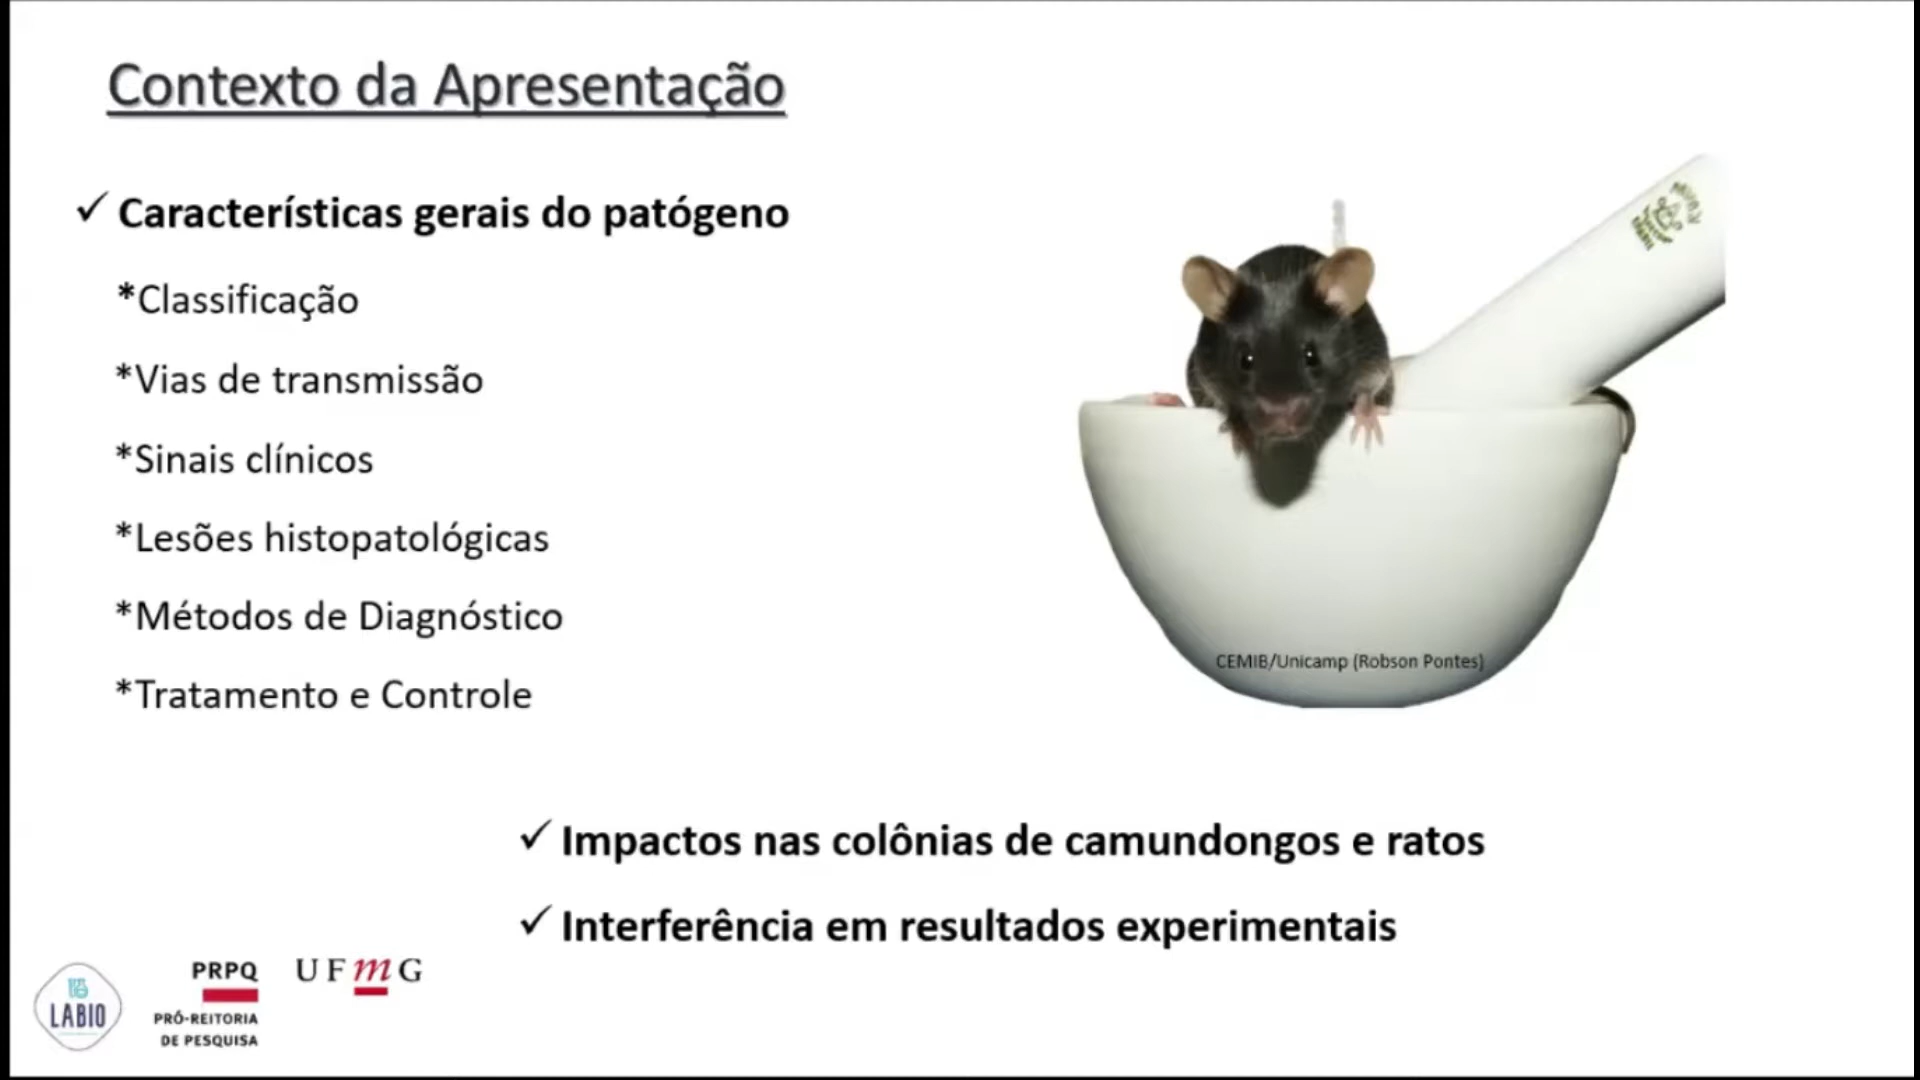 Contexto da Apresentação
✓ Características gerais do patógeno
*Classificação
*Vias de transmissão
*Sinais clínicos
*Lesões histopatológicas
*Métodos de Diagnóstico
*Tratamento e Controle
CEMIB/Unicamp (Robson Pontes)
✓ Impactos nas colônias de camundongos e ratos
✓ Interferência em resultados experimentais
LABIO
PRPQ
PRÓ-REITORIA
DE PESQUISA
UFmG